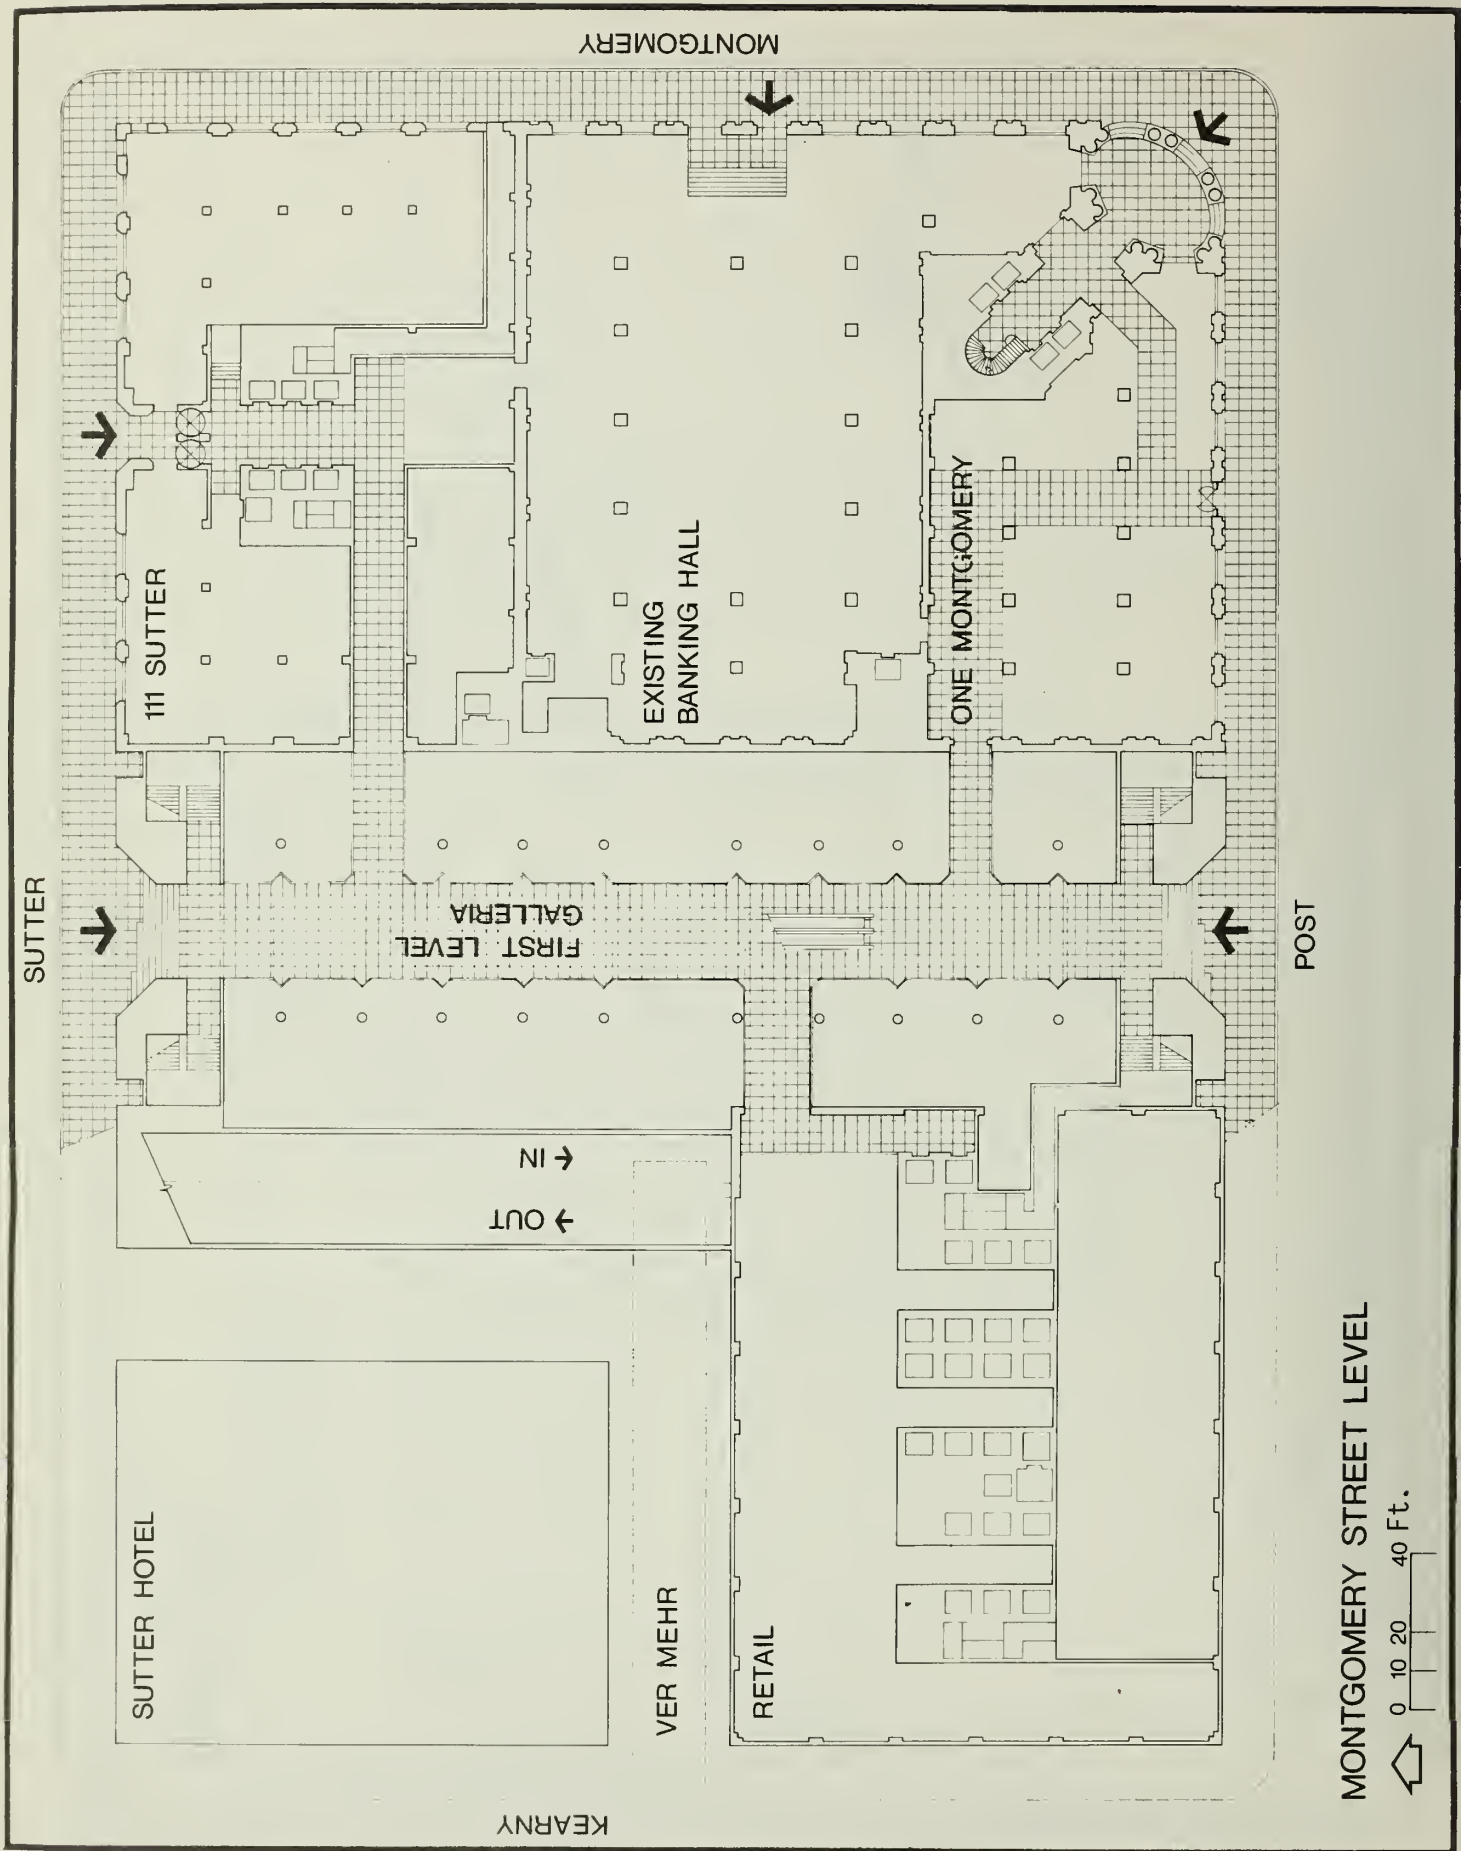 SUTTER
MONTGOMERY
111 SUTTER
EXISTING
BANKING HALL
ONE MONTGOMERY
FIRST LEVEL
GALLERIA
IN
OUT
SUTTER HOTEL
VER MEHR
RETAIL
KEARNY
POST
MONTGOMERY STREET LEVEL
0 10 20 40 Ft.